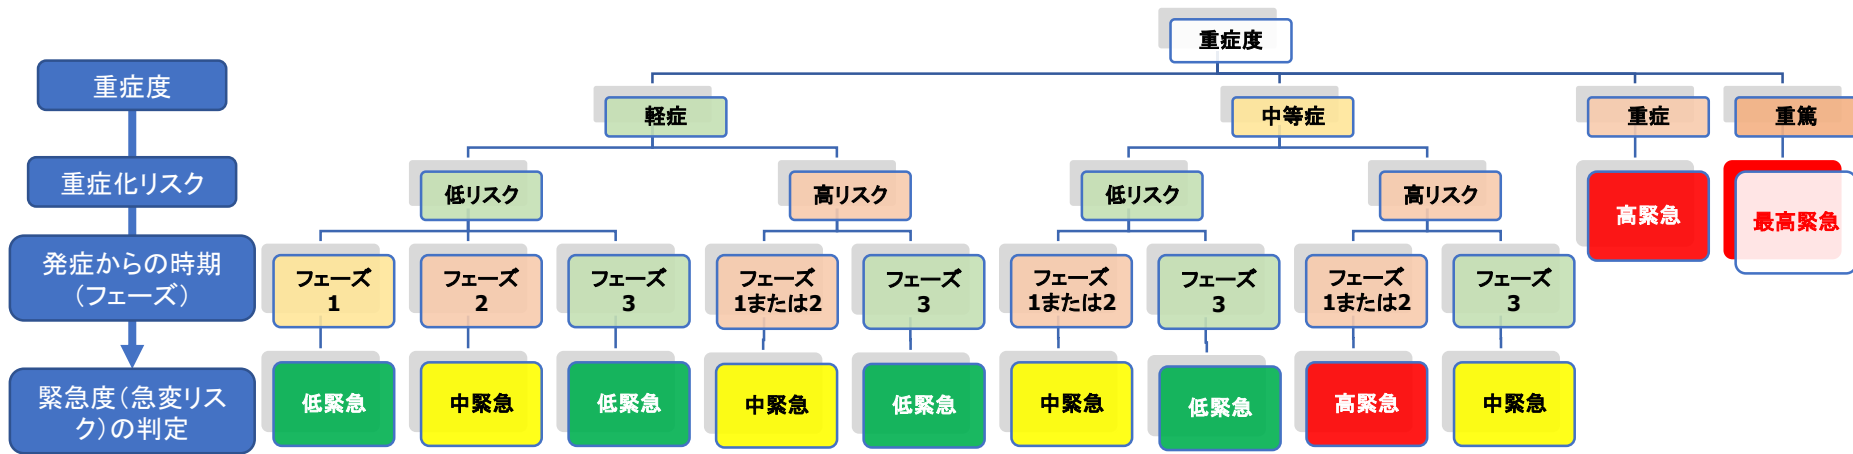 重症度
重症化リスク
発症からの時期
（フェーズ）
緊急度（急変リス
ク）の判定
重症度
軽症
中等症
重症
重篤
低リスク
高リスク
低リスク
高リスク
高緊急
最高緊急
フェーズ
1
フェーズ
2
フェーズ
3
フェーズ
1または2
フェーズ
3
フェーズ
1または2
フェーズ
3
フェーズ
1または2
フェーズ
3
低緊急
中緊急
低緊急
中緊急
低緊急
中緊急
低緊急
高緊急
中緊急